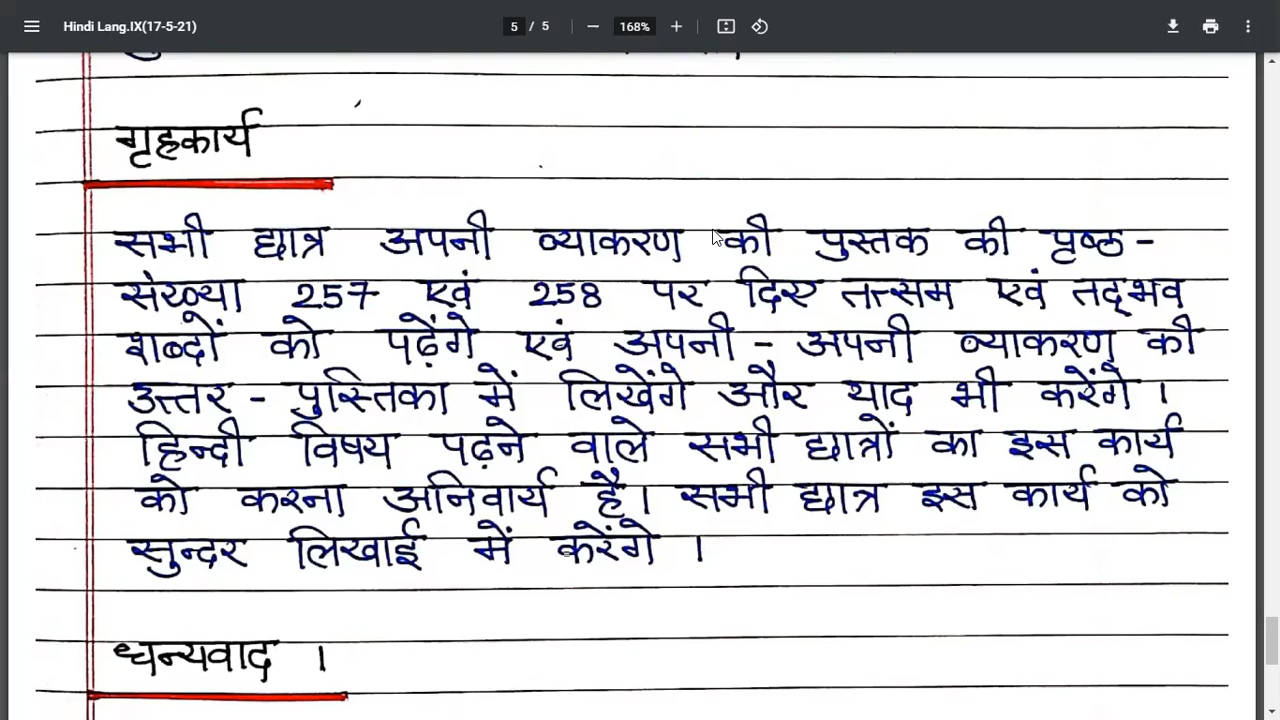 Hindi Lang.IX(17-5-21)
5 / 5
168%
गृहकार्य
सभी छात्र अपनी व्याकरण की पुस्तक की पृष्ठ -
संख्या 257 एवं 258 पर दिए तत्सम एवं तद्भव
शब्दों को पढ़ेंगे एवं अपनी - अपनी व्याकरण की
उत्तर - पुस्तिका में लिखेंगे और याद भी करेंगे ।
हिन्दी विषय पढ़ने वाले सभी छात्रों का इस कार्य
को करना अनिवार्य है। सभी छात्र इस कार्य को
सुन्दर लिखाई में करेंगे ।
धन्यवाद ।